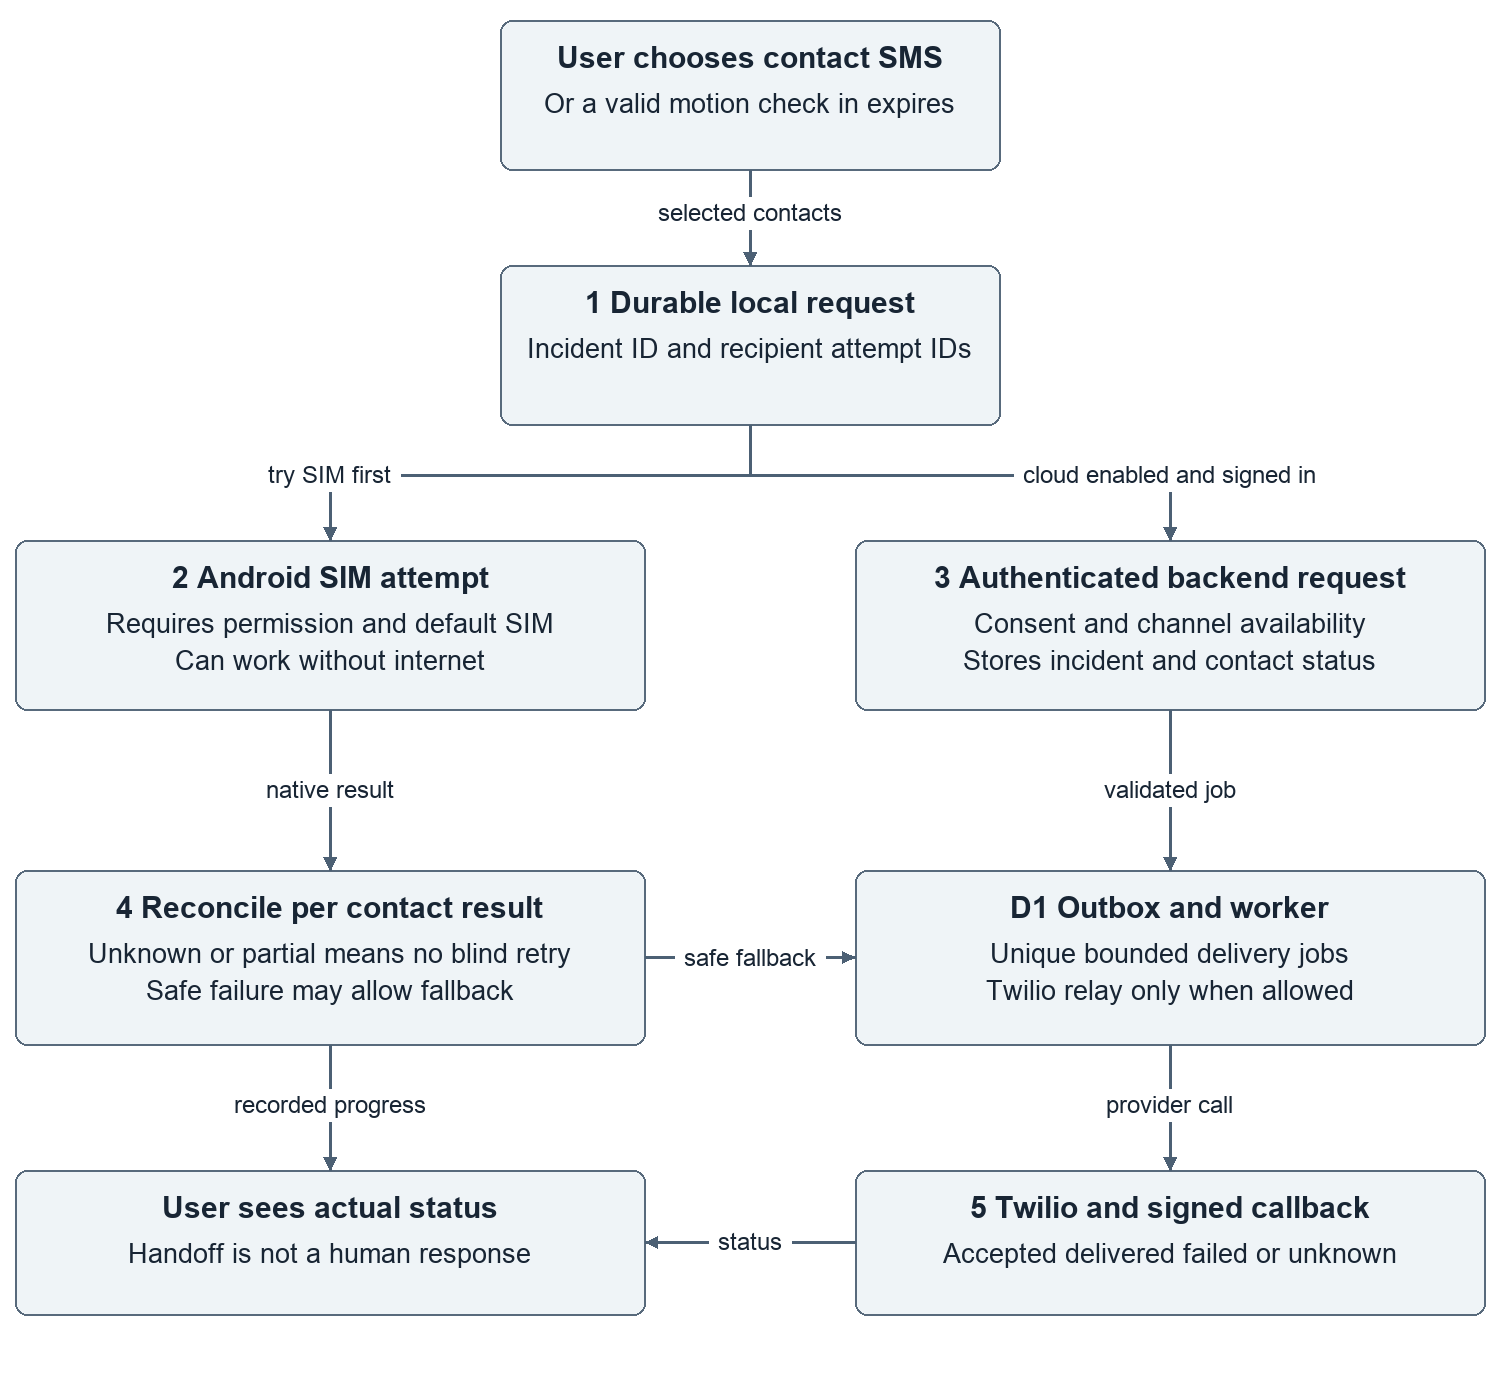 User chooses contact SMS
Or a valid motion check in expires
selected contacts
1 Durable local request
Incident ID and recipient attempt IDs
try SIM first
cloud enabled and signed in
2 Android SIM attempt
Requires permission and default SIM
Can work without internet
3 Authenticated backend request
Consent and channel availability
Stores incident and contact status
native result
validated job
4 Reconcile per contact result
Unknown or partial means no blind retry
Safe failure may allow fallback
safe fallback
D1 Outbox and worker
Unique bounded delivery jobs
Twilio relay only when allowed
recorded progress
provider call
User sees actual status
Handoff is not a human response
status
5 Twilio and signed callback
Accepted delivered failed or unknown